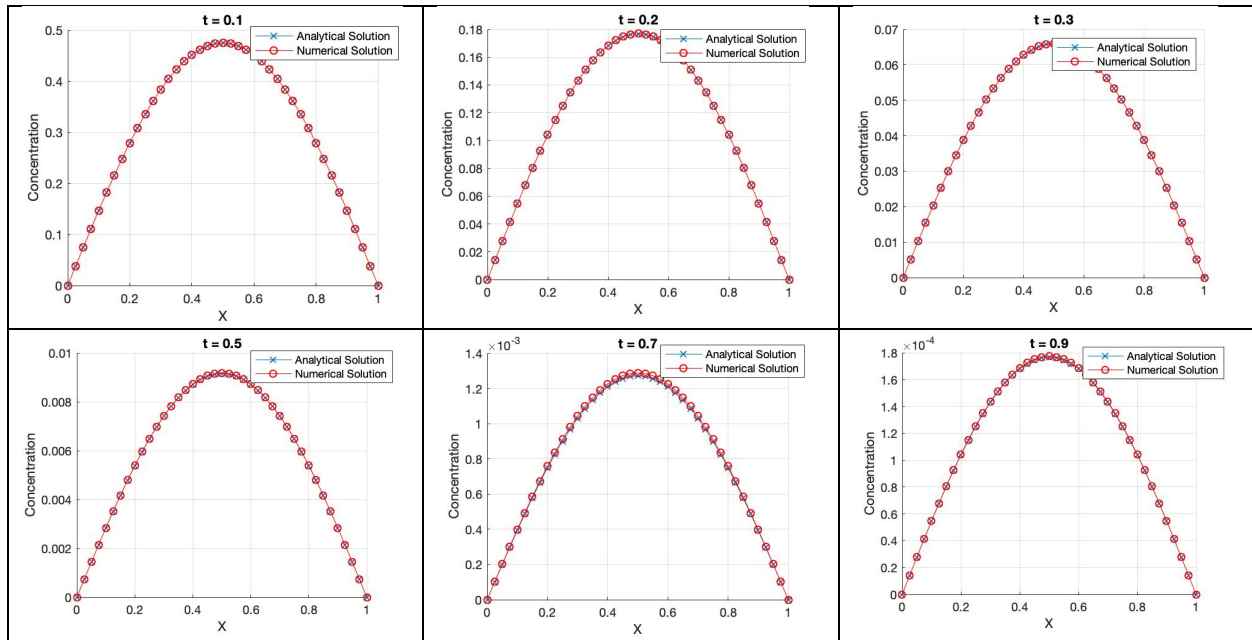 t = 0.1
Analytical Solution
Numerical Solution
Concentration
0.5
0.4
0.3
0.2
0.1
0
0 0.2 0.4 0.6 0.8 1
X
t = 0.2
Analytical Solution
Numerical Solution
Concentration
0.18
0.16
0.14
0.12
0.1
0.08
0.06
0.04
0.02
0
0 0.2 0.4 0.6 0.8 1
X
t = 0.3
Analytical Solution
Numerical Solution
Concentration
0.07
0.06
0.05
0.04
0.03
0.02
0.01
0
0 0.2 0.4 0.6 0.8 1
X
t = 0.5
Analytical Solution
Numerical Solution
Concentration
0.01
0.008
0.006
0.004
0.002
0
0 0.2 0.4 0.6 0.8 1
X
×10-3
t = 0.7
Analytical Solution
Numerical Solution
Concentration
1.4
1.2
1
0.8
0.6
0.4
0.2
0
0 0.2 0.4 0.6 0.8 1
X
×10-4
t = 0.9
Analytical Solution
Numerical Solution
Concentration
1.8
1.6
1.4
1.2
1
0.8
0.6
0.4
0.2
0
0 0.2 0.4 0.6 0.8 1
X